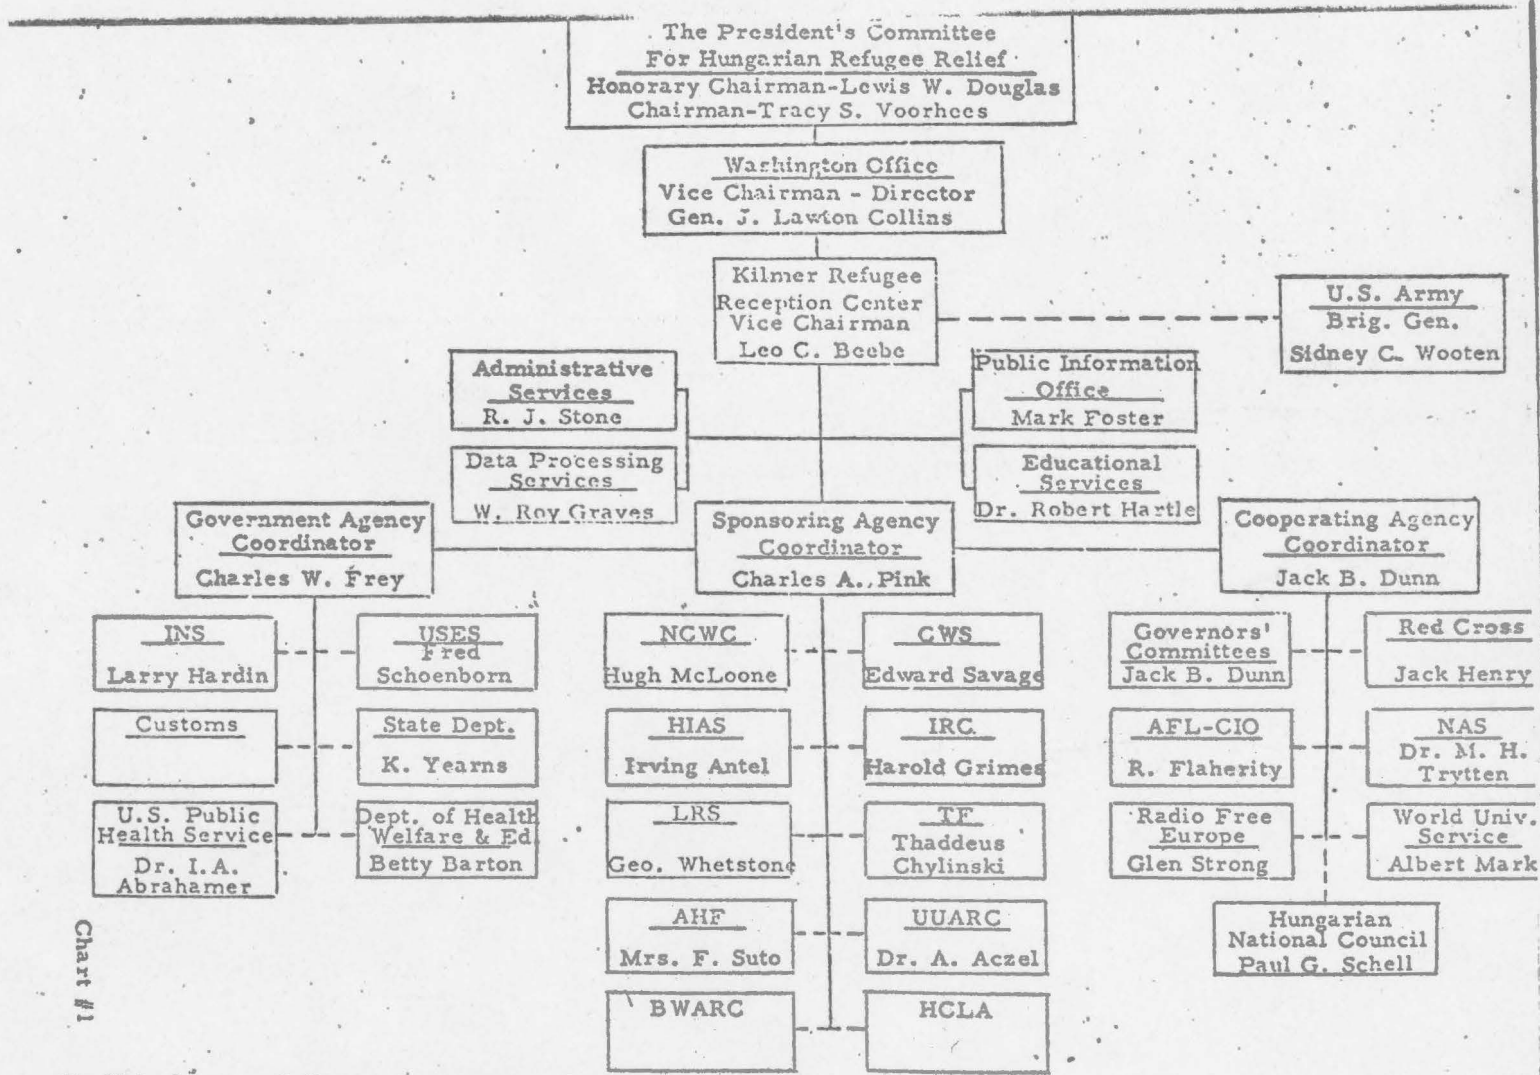 The President's Committee
For Hungarian Refugee Relief
Honorary Chairman-Lewis W. Douglas
Chairman-Tracy S. Voorhees
Washington Office
Vice Chairman - Director
Gen. J. Lawton Collins
Kilmer Refugee
Reception Center
Vice Chairman
Leo C. Beebe
U.S. Army
Brig. Gen.
Sidney C. Wooten
Administrative
Services
R. J. Stone
Public Information
Office
Mark Foster
Data Processing
Services
W. Roy Graves
Educational
Services
Dr. Robert Hartle
Government Agency
Coordinator
Charles W. Frey
Sponsoring Agency
Coordinator
Charles A. Pink
Cooperating Agency
Coordinator
Jack B. Dunn
INS
Larry Hardin
USES
Fred
Schoenborn
NCWC
Hugh McLoone
CWS
Edward Savage
Governors'
Committees
Jack B. Dunn
Red Cross
Jack Henry
Customs
State Dept.
K. Yearns
HIAS
Irving Antel
IRC
Harold Grimes
AFL-CIO
R. Flaherity
NAS
Dr. M. H.
Trytten
U.S. Public
Health Service
Dr. I.A.
Abrahamer
Dept. of Health
Welfare & Ed.
Betty Barton
LRS
Geo. Whetstone
TF
Thaddeus
Chylinski
Radio Free
Europe
Glen Strong
World Univ.
Service
Albert Mark
AHF
Mrs. F. Suto
UUARC
Dr. A. Aczel
Hungarian
National Council
Paul G. Schell
BWARC
HCLA
Chart #1